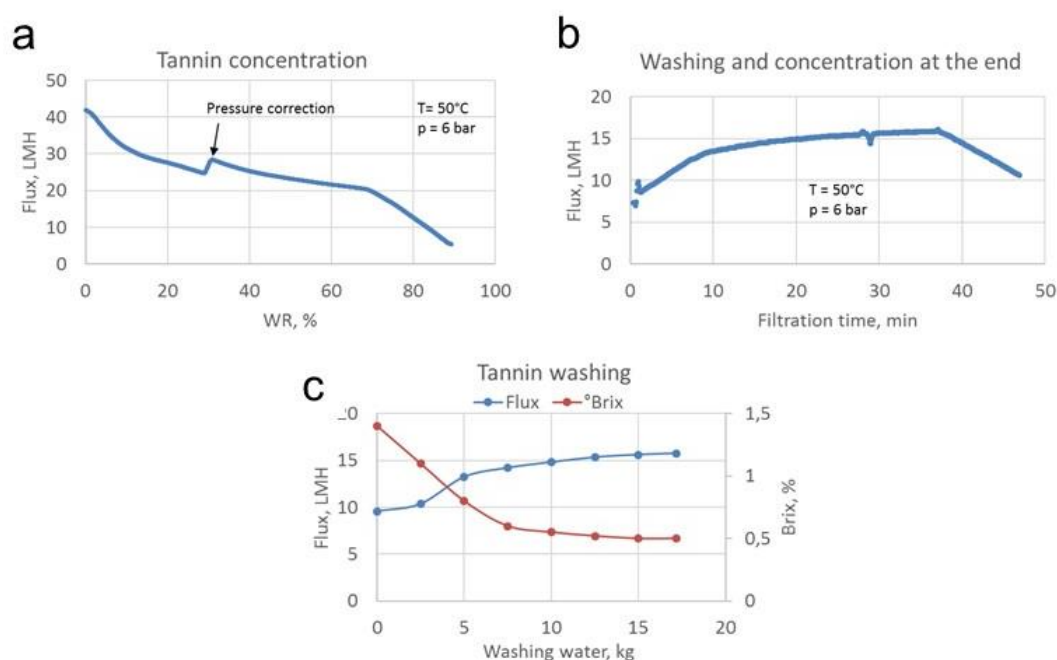 a
Tannin concentration
50
40
30
20
10
0
Flux, LMH
Pressure correction
T= 50°C
p = 6 bar
0 20 40 60 80 100
WR, %
b
Washing and concentration at the end
20
15
10
5
0
Flux, LMH
T = 50°C
p = 6 bar
0 10 20 30 40 50
Filtration time, min
c
Tannin washing
Flux °Brix
20
15
10
5
0
Flux, LMH
1,5
1
0,5
0
Brix, %
0 5 10 15 20
Washing water, kg